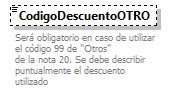 CodigoDescuentoOTRO
Será obligatorio en caso de utilizar
el código 99 de "Otros"
de la nota 20. Se debe describir
puntualmente el descuento
utilizado